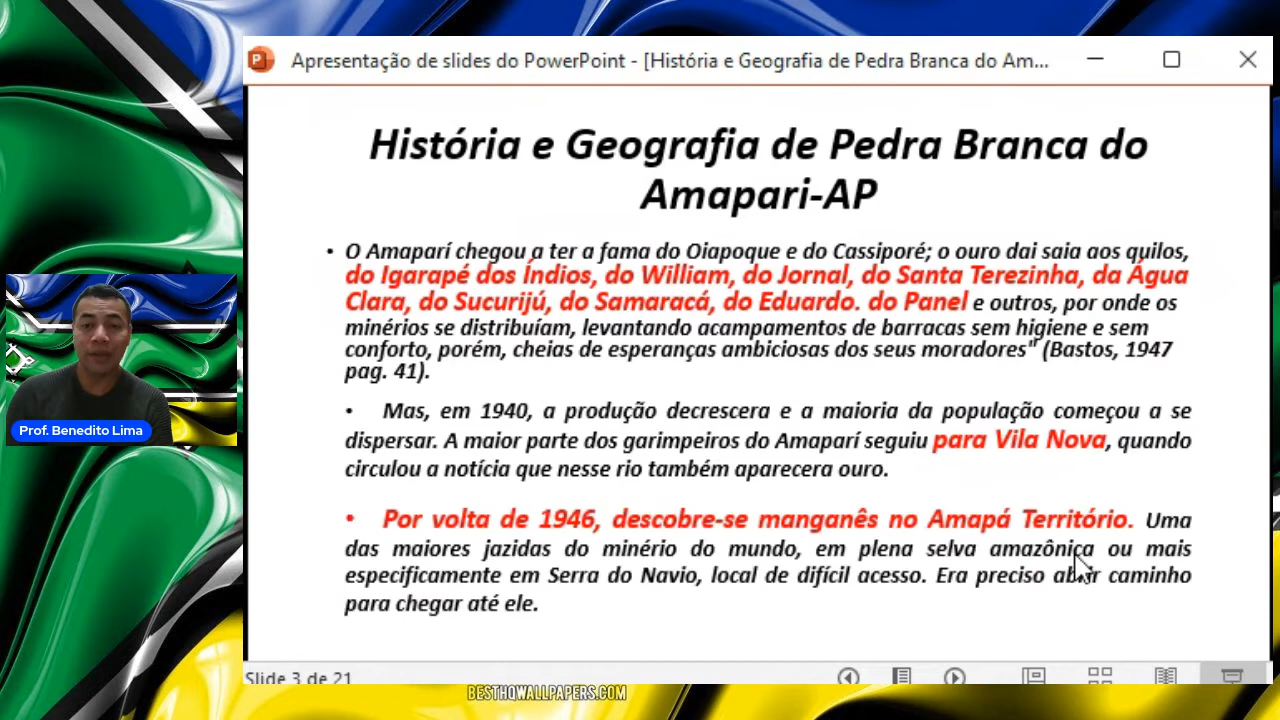 Apresentação de slides do PowerPoint - [História e Geografia de Pedra Branca do Am...
História e Geografia de Pedra Branca do
Amapari-AP
• O Amaparí chegou a ter a fama do Oiapoque e do Cassiporé; o ouro dai saia aos quilos,
do Igarapé dos Índios, do William, do Jornal, do Santa Terezinha, da Água
Clara, do Sucurijú, do Samaracá, do Eduardo. do Panel e outros, por onde os
minérios se distribuíam, levantando acampamentos de barracas sem higiene e sem
conforto, porém, cheias de esperanças ambiciosas dos seus moradores" (Bastos, 1947
pag. 41).
• Mas, em 1940, a produção decrescera e a maioria da população começou a se
dispersar. A maior parte dos garimpeiros do Amaparí seguiu para Vila Nova, quando
circulou a notícia que nesse rio também aparecera ouro.
• Por volta de 1946, descobre-se manganês no Amapá Território. Uma
das maiores jazidas do minério do mundo, em plena selva amazônica ou mais
especificamente em Serra do Navio, local de difícil acesso. Era preciso abrir caminho
para chegar até ele.
Prof. Benedito Lima
Slide 3 de 21
BESTHQWALLPAPERS.COM